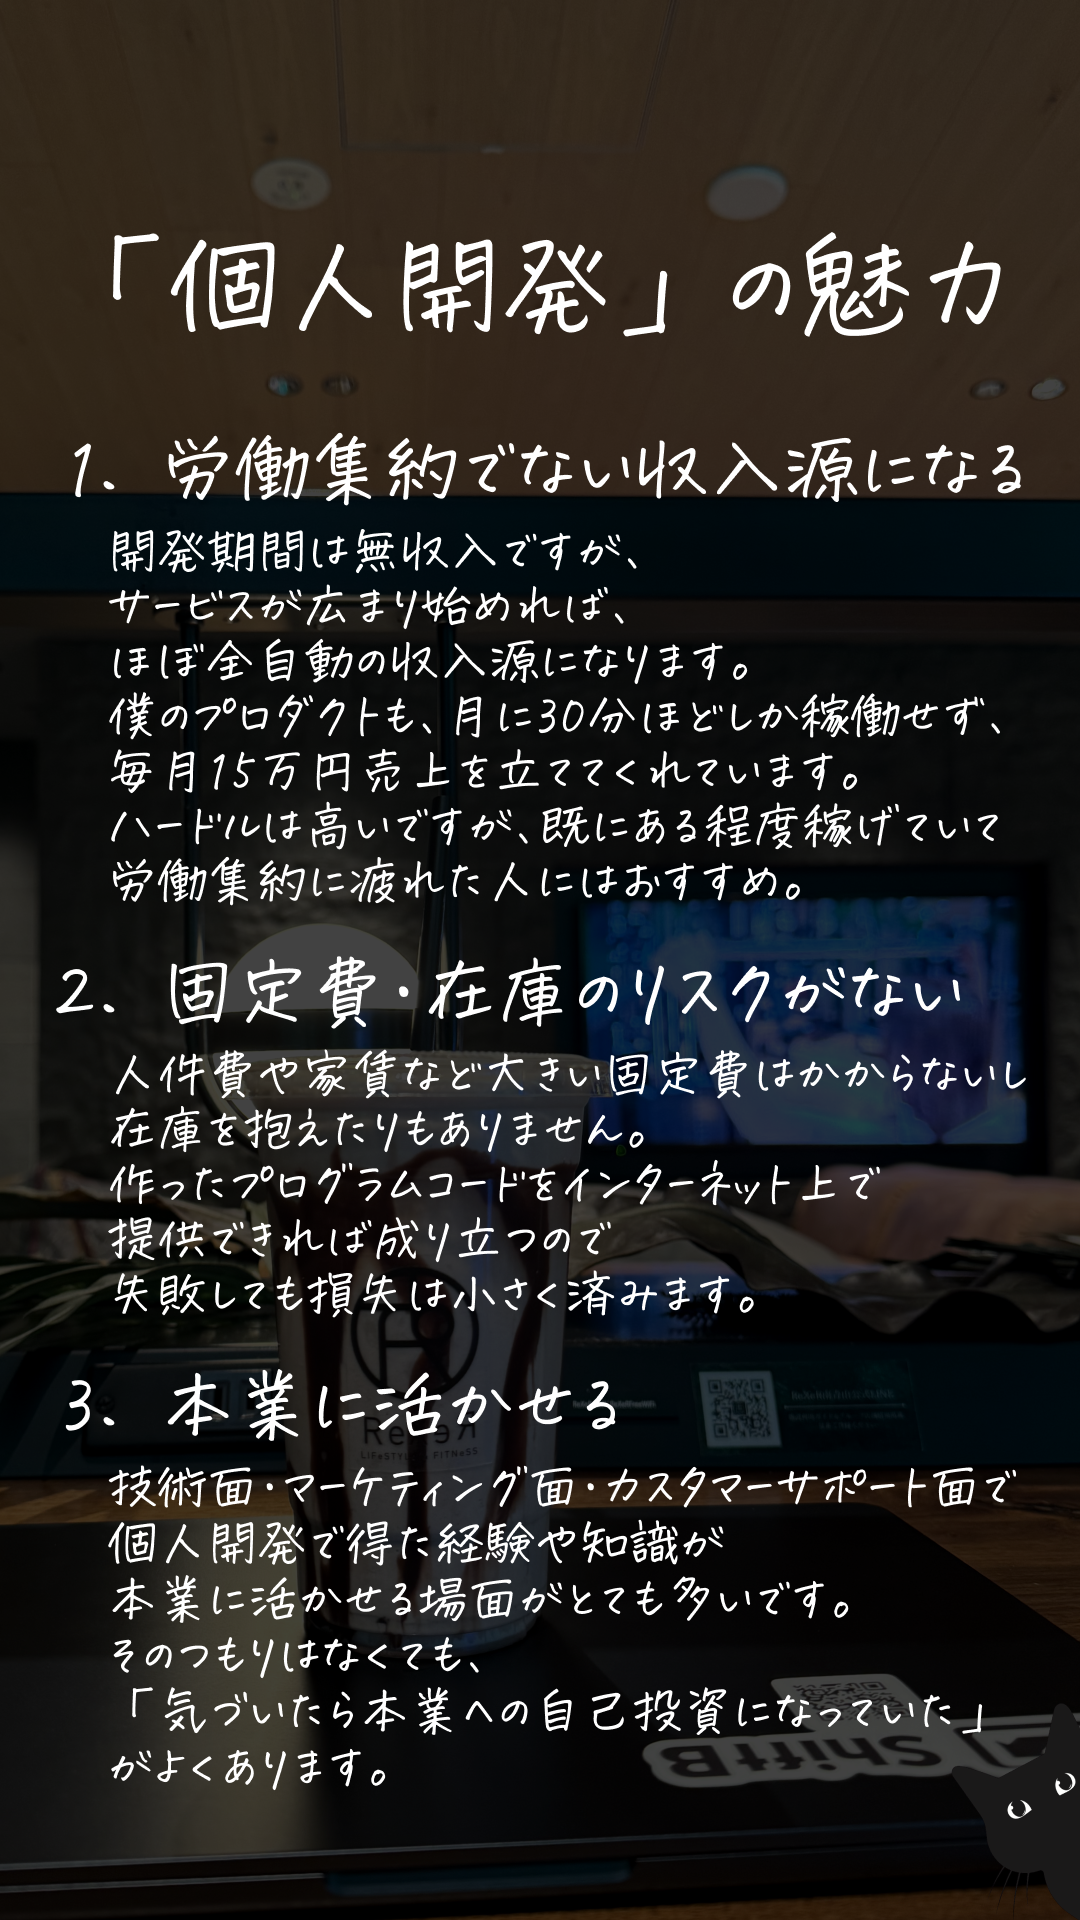 「個人開発」の魅力
1. 労働集約でない収入源になる
開発期間は無収入ですが、
サービスが広まり始めれば、
ほぼ全自動の収入源になります。
僕のプロダクトも、月に30分ほどしか稼働せず、
毎月15万円売上を立ててくれています。
ハードルは高いですが、既にある程度稼げていて
労働集約に疲れた人にはおすすめ。
2. 固定費・在庫のリスクがない
人件費や家賃など大きい固定費はかからないし
在庫を抱えたりもありません。
作ったプログラムコードをインターネット上で
提供できれば成り立つので
失敗しても損失は小さく済みます。
3. 本業に活かせる
技術面・マーケティング面・カスタマーサポート面で
個人開発で得た経験や知識が
本業に活かせる場面がとても多いです。
そのつもりはなくても、
「気づいたら本業への自己投資になっていた」
がよくあります。
LIFESTYLE FITNESS
ShiftB